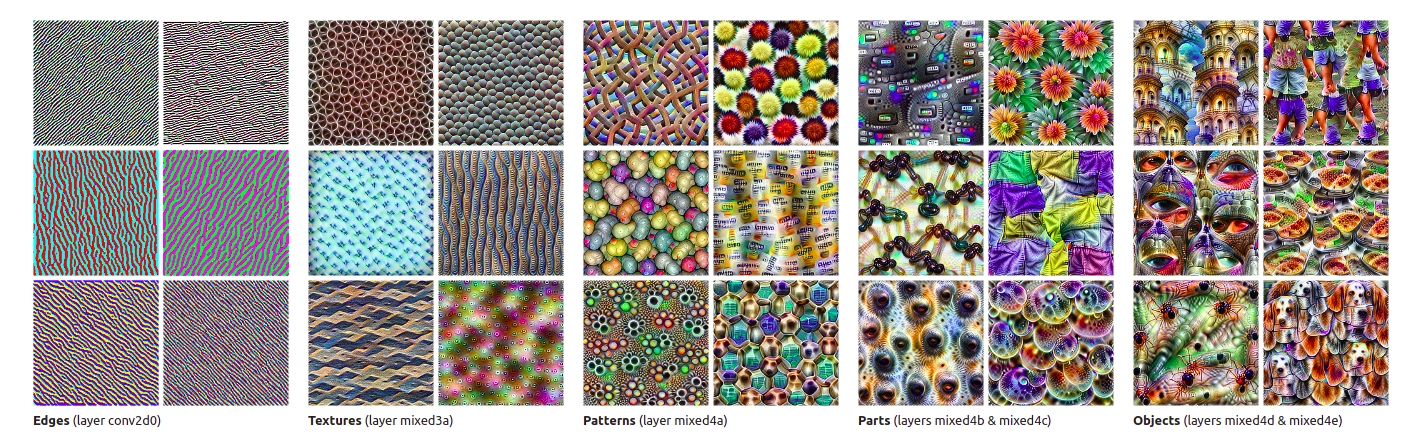 Edges (layer conv2d0)
Textures (layer mixed3a)
Patterns (layer mixed4a)
Parts (layers mixed4b & mixed4c)
Objects (layers mixed4d & mixed4e)